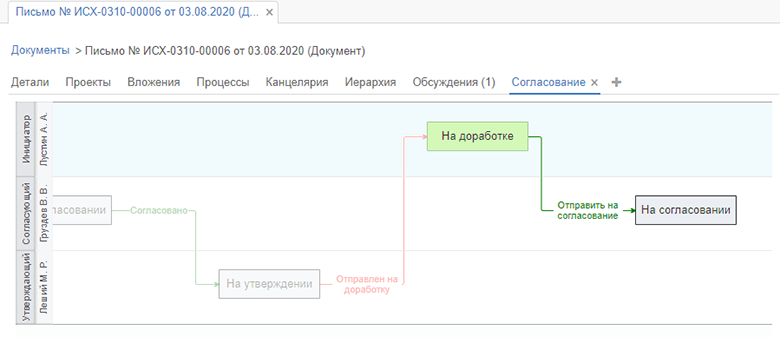 Письмо № ИСХ-0310-00006 от 03.08.2020 (Д... ×
Документы > Письмо № ИСХ-0310-00006 от 03.08.2020 (Документ)
Детали Проекты Вложения Процессы Канцелярия Иерархия Обсуждения (1) Согласование × +
Инициатор
Лустин А. А.
На доработке
Согласующий
Груздев В. В.
ласовании
Согласовано
Отправить на
согласование
На согласовании
Утверждающий
Леший М. Р.
На утверждении
Отправлен на
доработку